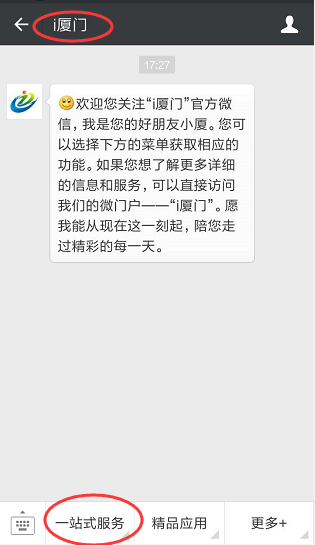 i厦门
17:27
欢迎您关注“i厦门”官方微
信，我是您的好朋友小厦。您可
以选择下方的菜单获取相应的
功能。如果您想了解更多详细
的信息和服务，可以直接访问
我们的微门户——“i厦门”。愿
我能从现在这一刻起，陪您走
过精彩的每一天。
一站式服务 精品应用 更多+